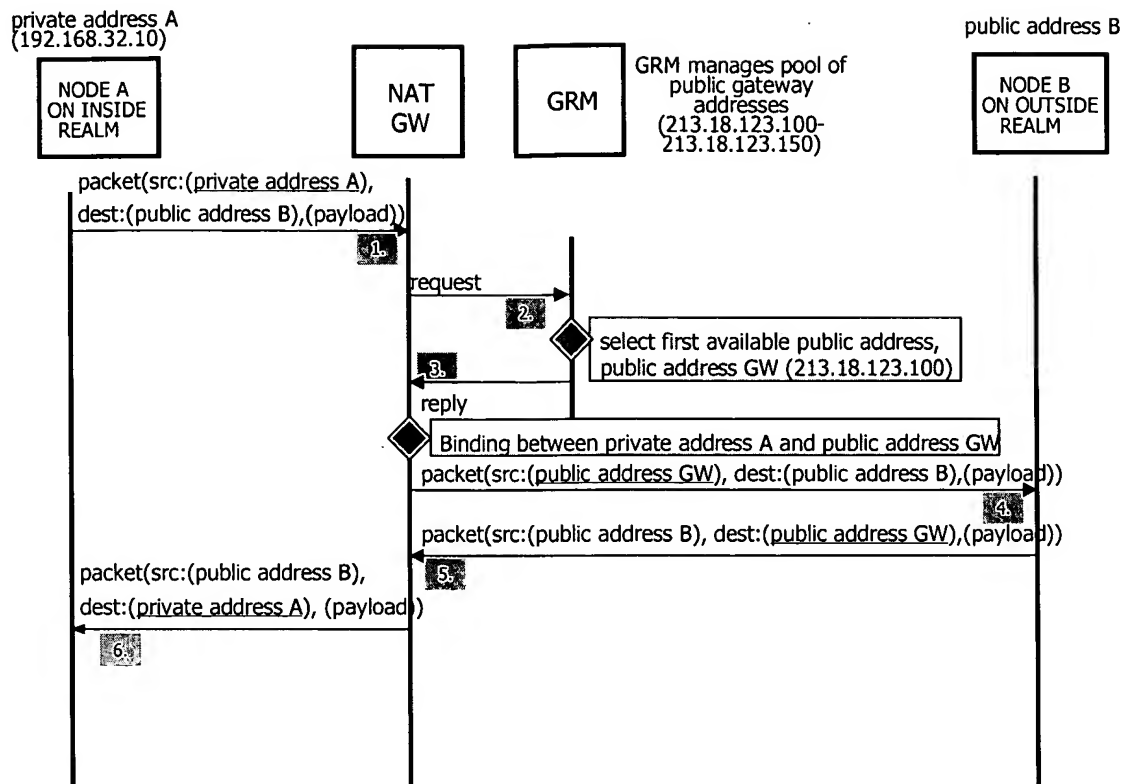 private address A
(192.168.32.10)
public address B
NODE A
ON INSIDE
REALM
NAT
GW
GRM
GRM manages pool of
public gateway
addresses
(213.18.123.100-
213.18.123.150)
NODE B
ON OUTSIDE
REALM
packet(src:(private address A),
dest:(public address B),(payload))
1.
request
2.
select first available public address,
public address GW (213.18.123.100)
3.
reply
Binding between private address A and public address GW
packet(src:(public address GW), dest:(public address B),(payload))
4.
packet(src:(public address B), dest:(public address GW),(payload))
5.
packet(src:(public address B),
dest:(private address A), (payload))
6.